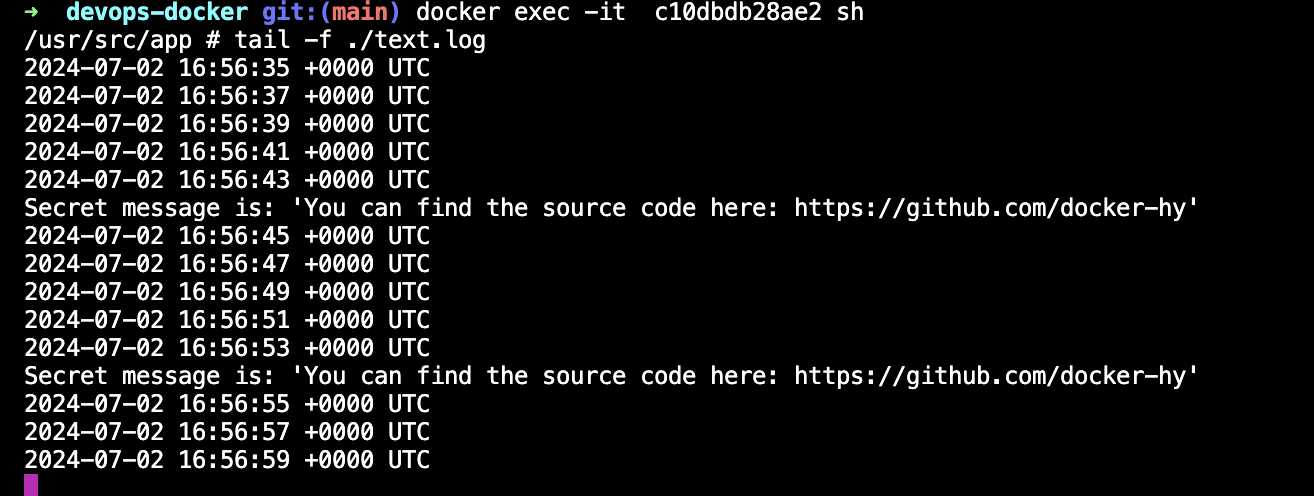 ➜  devops-docker git:(main) docker exec -it  c10dbdb28ae2 sh
/usr/src/app # tail -f ./text.log
2024-07-02 16:56:35 +0000 UTC
2024-07-02 16:56:37 +0000 UTC
2024-07-02 16:56:39 +0000 UTC
2024-07-02 16:56:41 +0000 UTC
2024-07-02 16:56:43 +0000 UTC
Secret message is: 'You can find the source code here: https://github.com/docker-hy'
2024-07-02 16:56:45 +0000 UTC
2024-07-02 16:56:47 +0000 UTC
2024-07-02 16:56:49 +0000 UTC
2024-07-02 16:56:51 +0000 UTC
2024-07-02 16:56:53 +0000 UTC
Secret message is: 'You can find the source code here: https://github.com/docker-hy'
2024-07-02 16:56:55 +0000 UTC
2024-07-02 16:56:57 +0000 UTC
2024-07-02 16:56:59 +0000 UTC